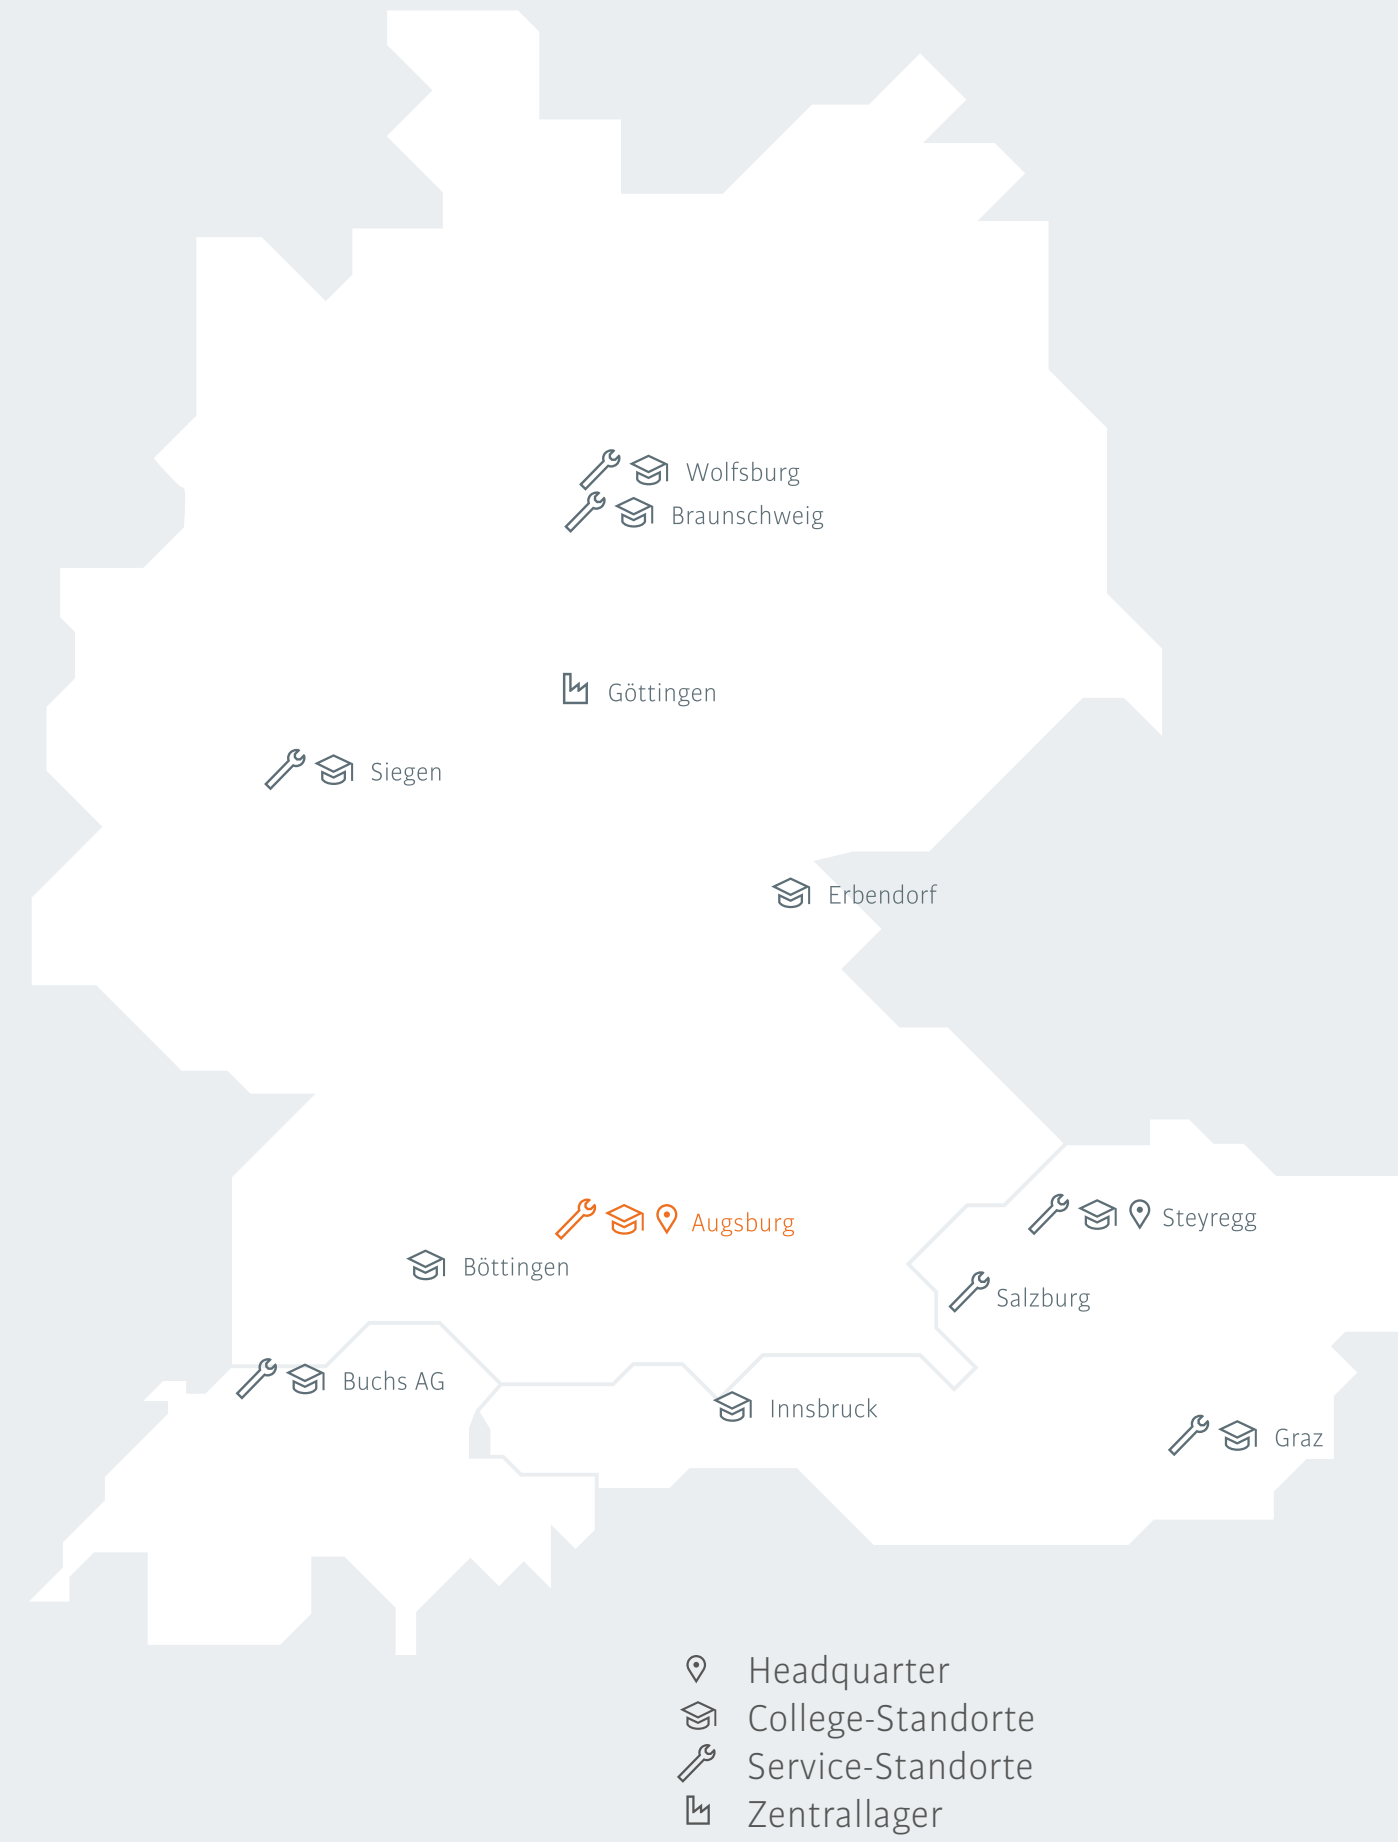 Wolfsburg
Braunschweig
Göttingen
Siegen
Erbendorf
Augsburg
Steyregg
Böttingen
Salzburg
Buchs AG
Innsbruck
Graz
Headquarter
College-Standorte
Service-Standorte
Zentrallager